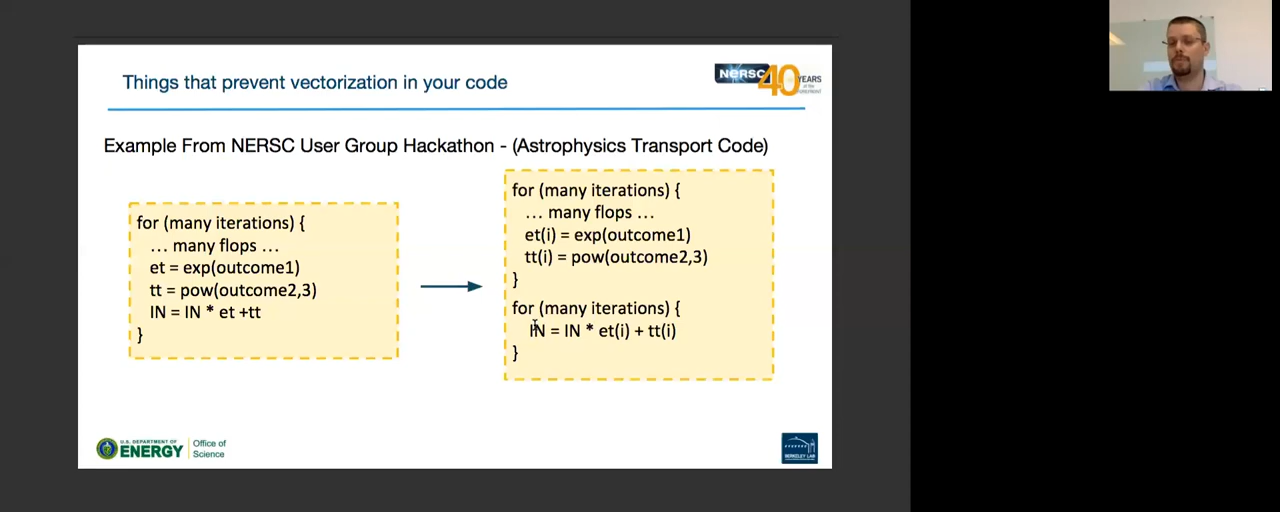 Things that prevent vectorization in your code
NERSC 40 YEARS
Example From NERSC User Group Hackathon - (Astrophysics Transport Code)
for (many iterations) {
… many flops …
et = exp(outcome1)
tt = pow(outcome2,3)
IN = IN * et +tt
}
for (many iterations) {
… many flops …
et(i) = exp(outcome1)
tt(i) = pow(outcome2,3)
}
for (many iterations) {
IN = IN * et(i) + tt(i)
}
U.S. DEPARTMENT OF
ENERGY
Office of
Science
BERKELEY LAB